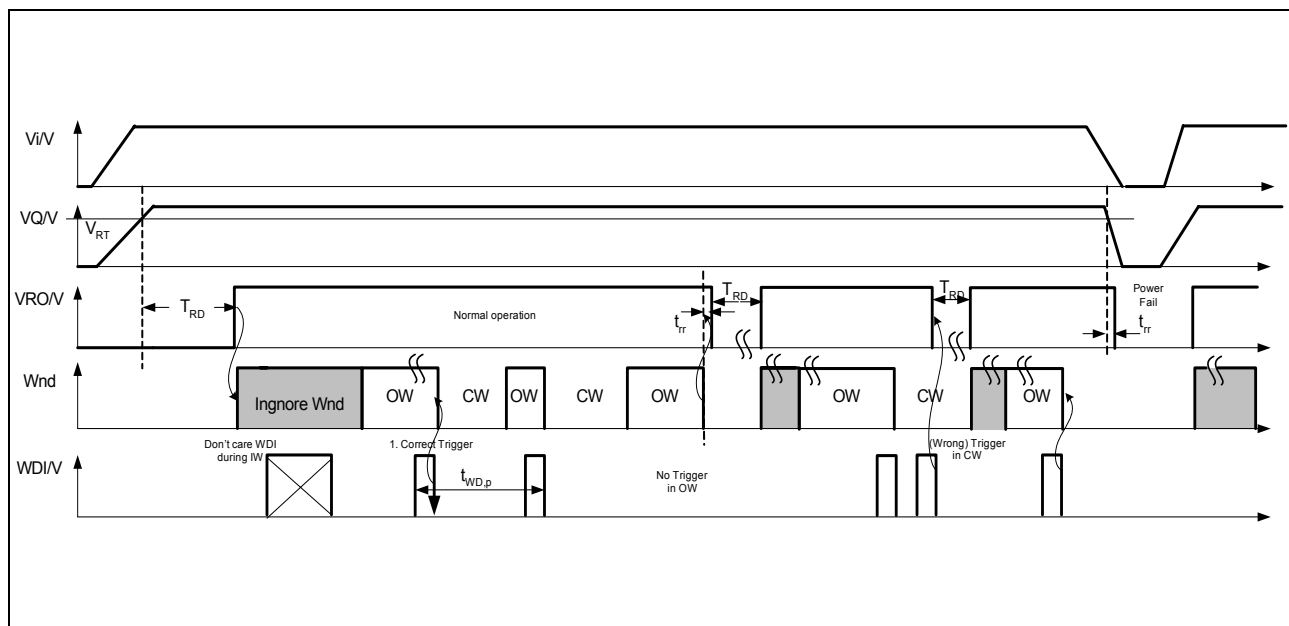 Vi/V
VQ/V
V_RT
VRO/V
T_RD
Normal operation
t_rr
T_RD
T_RD
Power
Fail
t_rr
Wnd
Ingnore Wnd
OW
CW
OW
CW
OW
OW
CW
OW
Don't care WDI
during IW
1. Correct Trigger
(Wrong) Trigger
in CW
WDI/V
t_WD,p
No Trigger
in OW